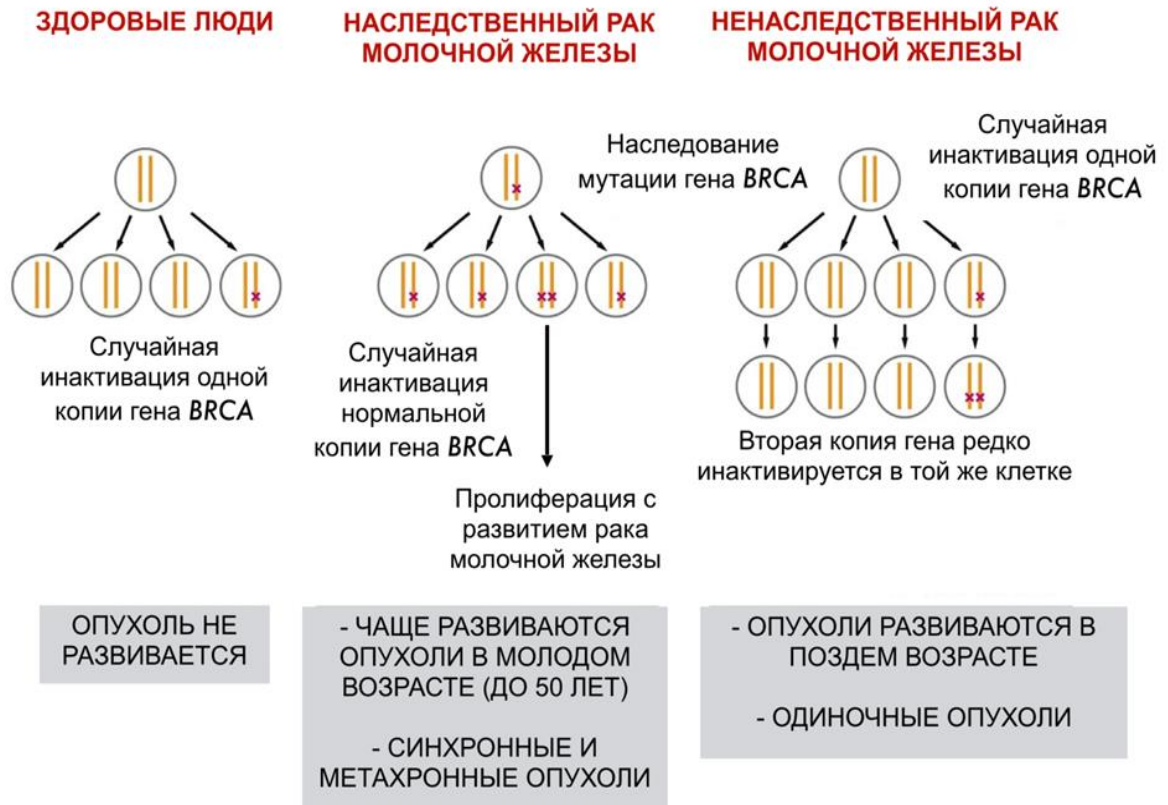 ЗДОРОВЫЕ ЛЮДИ
НАСЛЕДСТВЕННЫЙ РАК
МОЛОЧНОЙ ЖЕЛЕЗЫ
НЕНАСЛЕДСТВЕННЫЙ РАК
МОЛОЧНОЙ ЖЕЛЕЗЫ
Наследование
мутации гена BRCA
Случайная
инактивация одной
копии гена BRCA
Случайная
инактивация одной
копии гена BRCA
Случайная
инактивация
нормальной
копии гена BRCA
Вторая копия гена редко
инактивируется в той же клетке
Пролиферация с
развитием рака
молочной железы
ОПУХОЛЬ НЕ
РАЗВИВАЕТСЯ
- ЧАЩЕ РАЗВИВАЮТСЯ
ОПУХОЛИ В МОЛОДОМ
ВОЗРАСТЕ (ДО 50 ЛЕТ)
- СИНХРОННЫЕ И
МЕТАХРОННЫЕ ОПУХОЛИ
- ОПУХОЛИ РАЗВИВАЮТСЯ В
ПОЗДЕМ ВОЗРАСТЕ
- ОДИНОЧНЫЕ ОПУХОЛИ